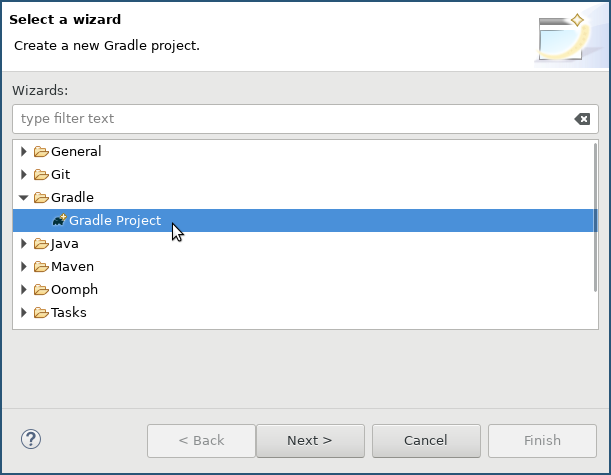 Select a wizard
Create a new Gradle project.
Wizards:
type filter text
General
Git
Gradle
Gradle Project
Java
Maven
Oomph
Tasks
?
< Back
Next >
Cancel
Finish